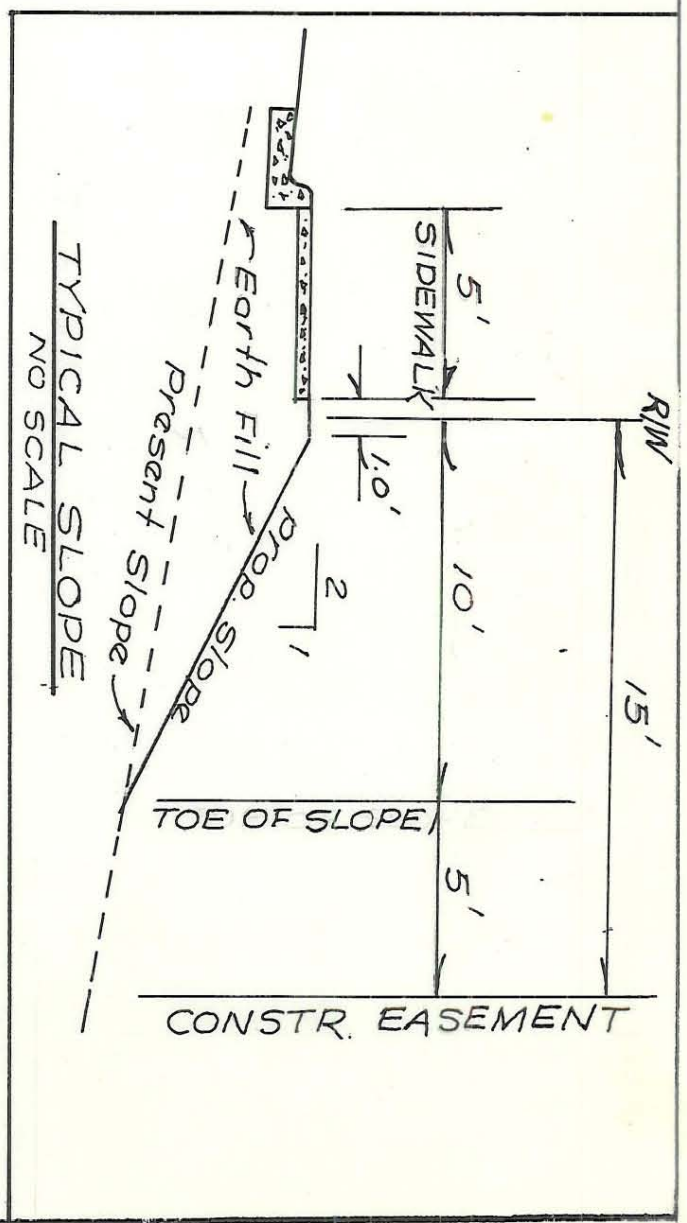 R/W
15'
5'
SIDEWALK
1.0'
10'
5'
TOE OF SLOPE
CONSTR. EASEMENT
2
1
Prop. Slope
Earth Fill
Present Slope
TYPICAL SLOPE
NO SCALE